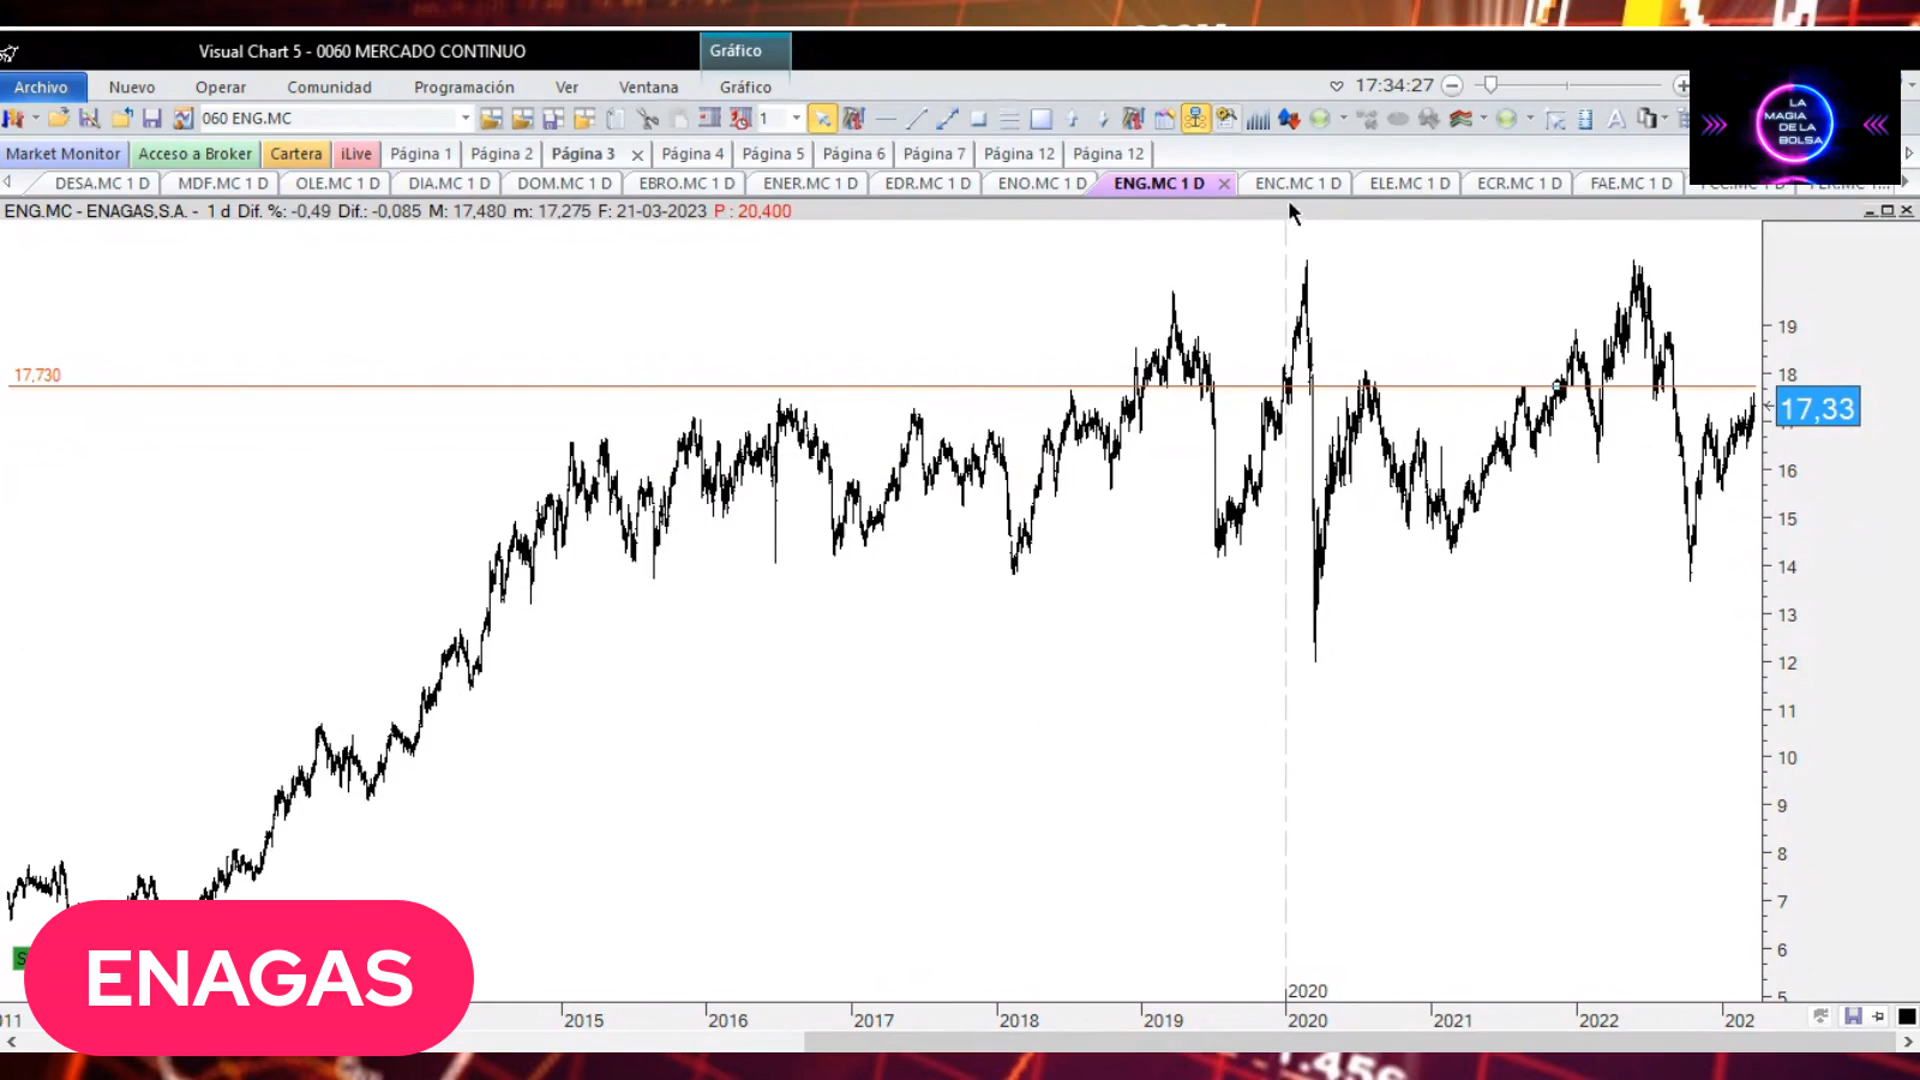 Visual Chart 5 - 0060 MERCADO CONTINUO
Gráfico
Archivo Nuevo Operar Comunidad Programación Ver Ventana Gráfico 17:34:27
060 ENG.MC 1
Market Monitor Acceso a Broker Cartera iLive Página 1 Página 2 Página 3 Página 4 Página 5 Página 6 Página 7 Página 12 Página 12
LA
MAGIA
DE LA
BOLSA
DESA.MC 1 D MDF.MC 1 D OLE.MC 1 D DIA.MC 1 D DOM.MC 1 D EBRO.MC 1 D ENER.MC 1 D EDR.MC 1 D ENO.MC 1 D ENG.MC 1 D ENC.MC 1 D ELE.MC 1 D ECR.MC 1 D FAE.MC 1 D
ENG.MC - ENAGAS,S.A. - 1 d Dif. %: -0,49 Dif.: -0,085 M: 17,480 m: 17,275 F: 21-03-2023 P : 20,400
19
17,730
18
17,33
16
15
14
13
12
11
10
9
8
7
6
5
S
ENAGAS
2020
2015 2016 2017 2018 2019 2020 2021 2022 202